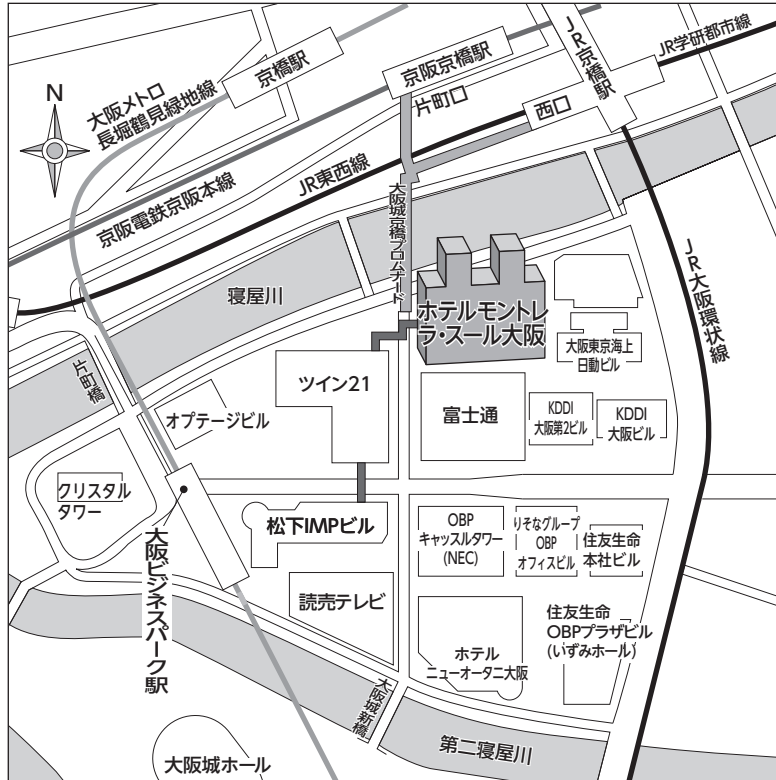 N
大阪メトロ
長堀鶴見緑地線
京橋駅
京阪京橋駅
JR京橋駅
JR学研都市線
片町口
西口
JR東西線
京阪電鉄京阪本線
大阪城京橋プロムナード
寝屋川
ホテルモントレ
ラ・スール大阪
大阪東京海上
日動ビル
JR大阪環状線
片町橋
ツイン21
オプテージビル
富士通
KDDI
大阪第2ビル
KDDI
大阪ビル
クリスタル
タワー
大阪ビジネスパーク駅
松下IMPビル
OBP
キャッスルタワー
(NEC)
りそなグループ
OBP
オフィスビル
住友生命
本社ビル
読売テレビ
ホテル
ニューオータニ大阪
住友生命
OBPプラザビル
(いずみホール)
大阪城新橋
第二寝屋川
大阪城ホール